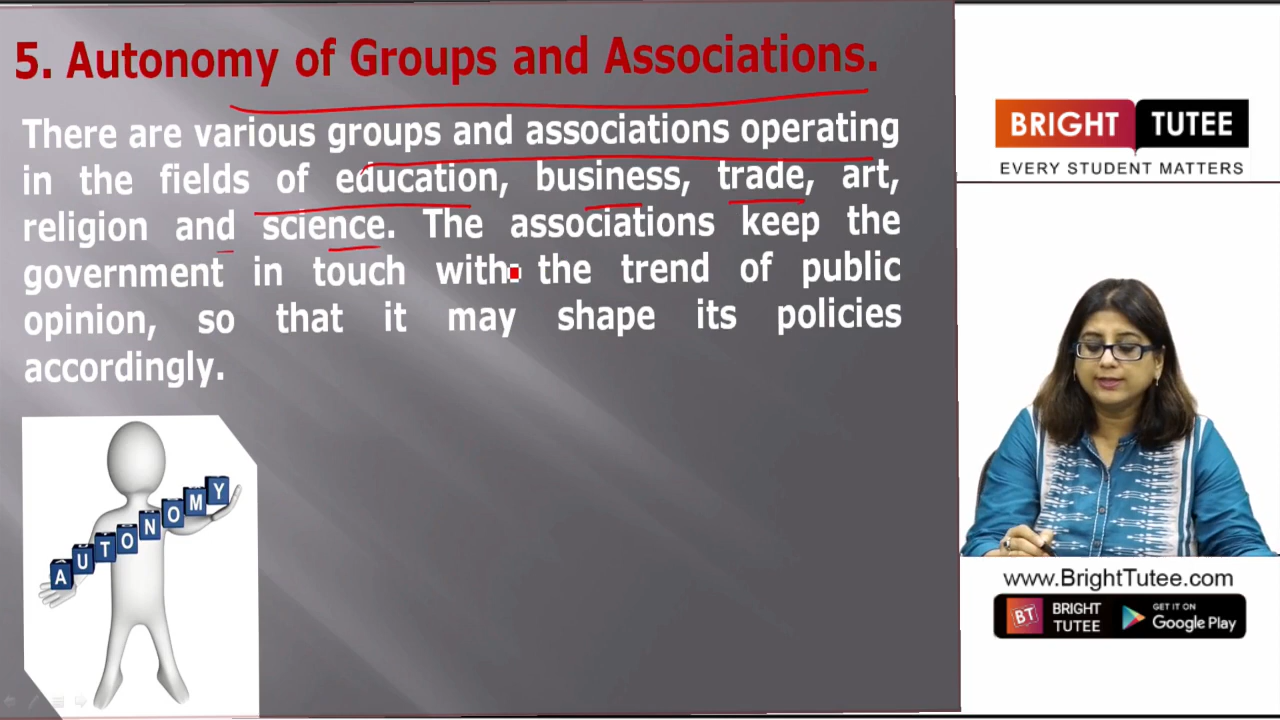 5. Autonomy of Groups and Associations.
There are various groups and associations operating
in the fields of education, business, trade, art,
religion and science. The associations keep the
government in touch with the trend of public
opinion, so that it may shape its policies
accordingly.
AUTONOMY
BRIGHT TUTEE
EVERY STUDENT MATTERS
www.BrightTutee.com
BT BRIGHT TUTEE
GET IT ON
Google Play